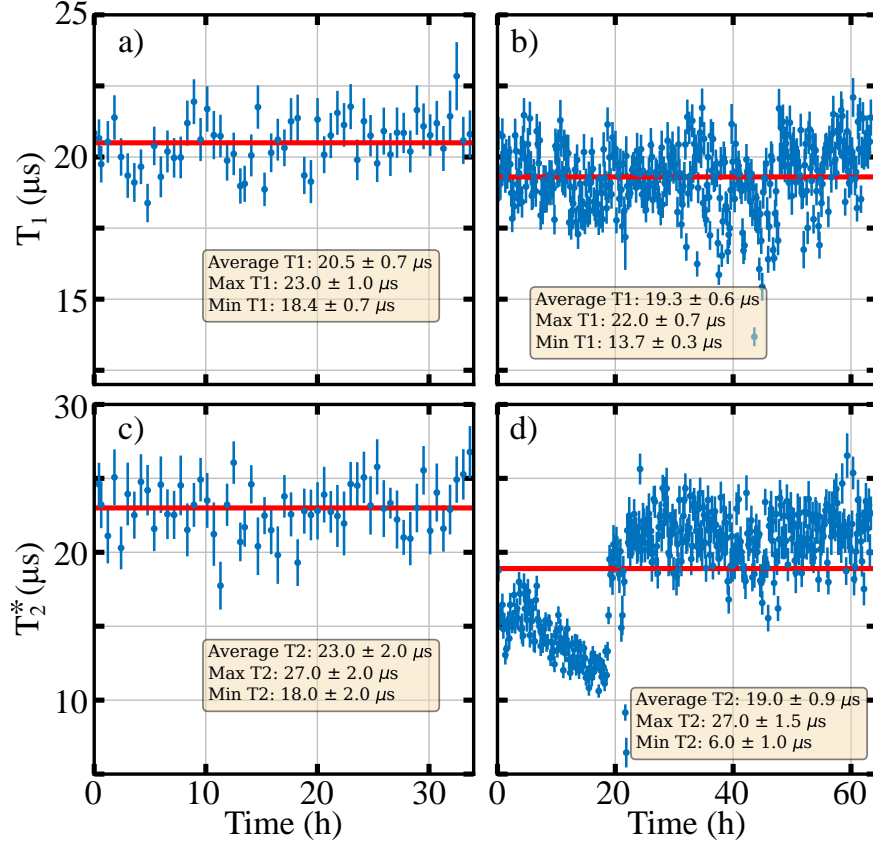 a)
b)
25
20
15
T₁ (μs)
Average T1: 20.5 ± 0.7 μs
Max T1: 23.0 ± 1.0 μs
Min T1: 18.4 ± 0.7 μs
Average T1: 19.3 ± 0.6 μs
Max T1: 22.0 ± 0.7 μs
Min T1: 13.7 ± 0.3 μs
c)
d)
30
20
10
T₂* (μs)
Average T2: 23.0 ± 2.0 μs
Max T2: 27.0 ± 2.0 μs
Min T2: 18.0 ± 2.0 μs
Average T2: 19.0 ± 0.9 μs
Max T2: 27.0 ± 1.5 μs
Min T2: 6.0 ± 1.0 μs
0 10 20 30
0 20 40 60
Time (h)
Time (h)